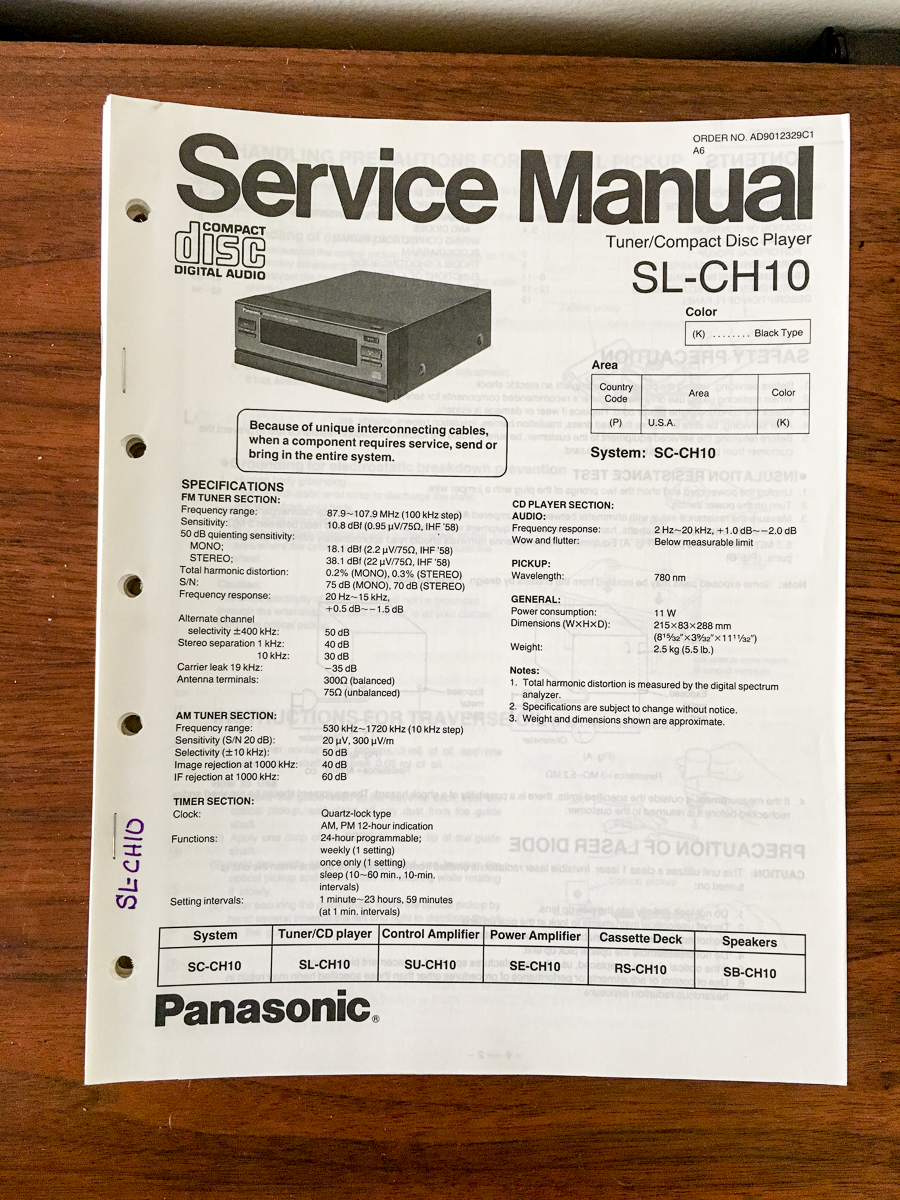 ORDER NO. AD9012329C1
A6
Service Manual
COMPACT
disc
DIGITAL AUDIO
Tuner/Compact Disc Player
SL-CH10
Color
(K) ........ Black Type
Area
Country Code Area Color
(P) U.S.A. (K)
System: SC-CH10
Panasonic
Because of unique interconnecting cables,
when a component requires service, send or
bring in the entire system.
SPECIFICATIONS
FM TUNER SECTION:
Frequency range: 87.9~107.9 MHz (100 kHz step)
Sensitivity: 10.8 dBf (0.95 µV/75Ω, IHF '58)
50 dB quienting sensitivity:
MONO; 18.1 dBf (2.2 µV/75Ω, IHF '58)
STEREO; 38.1 dBf (22 µV/75Ω, IHF '58)
Total harmonic distortion: 0.2% (MONO), 0.3% (STEREO)
S/N: 75 dB (MONO), 70 dB (STEREO)
Frequency response: 20 Hz~15 kHz,
+0.5 dB~−1.5 dB
Alternate channel
selectivity ±400 kHz: 50 dB
Stereo separation 1 kHz: 40 dB
10 kHz: 30 dB
Carrier leak 19 kHz: −35 dB
Antenna terminals: 300Ω (balanced)
75Ω (unbalanced)
AM TUNER SECTION:
Frequency range: 530 kHz~1720 kHz (10 kHz step)
Sensitivity (S/N 20 dB): 20 µV, 300 µV/m
Selectivity (±10 kHz): 50 dB
Image rejection at 1000 kHz: 40 dB
IF rejection at 1000 kHz: 60 dB
TIMER SECTION:
Clock: Quartz-lock type
AM, PM 12-hour indication
Functions: 24-hour programmable;
weekly (1 setting)
once only (1 setting)
sleep (10~60 min., 10-min.
intervals)
Setting intervals: 1 minute~23 hours, 59 minutes
(at 1 min. intervals)
CD PLAYER SECTION:
AUDIO:
Frequency response: 2 Hz~20 kHz, +1.0 dB~−2.0 dB
Wow and flutter: Below measurable limit
PICKUP:
Wavelength: 780 nm
GENERAL:
Power consumption: 11 W
Dimensions (W×H×D): 215×83×288 mm
(8 15/32"×3 9/32"×11 11/32")
Weight: 2.5 kg (5.5 lb.)
Notes:
1. Total harmonic distortion is measured by the digital spectrum
analyzer.
2. Specifications are subject to change without notice.
3. Weight and dimensions shown are approximate.
SL-CH10
System Tuner/CD player Control Amplifier Power Amplifier Cassette Deck Speakers
SC-CH10 SL-CH10 SU-CH10 SE-CH10 RS-CH10 SB-CH10
Panasonic®